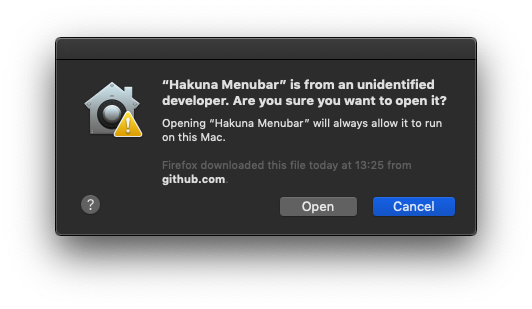 “Hakuna Menubar” is from an unidentified
developer. Are you sure you want to open it?
Opening “Hakuna Menubar” will always allow it to run
on this Mac.
Firefox downloaded this file today at 13:25 from
github.com.
?
Open
Cancel